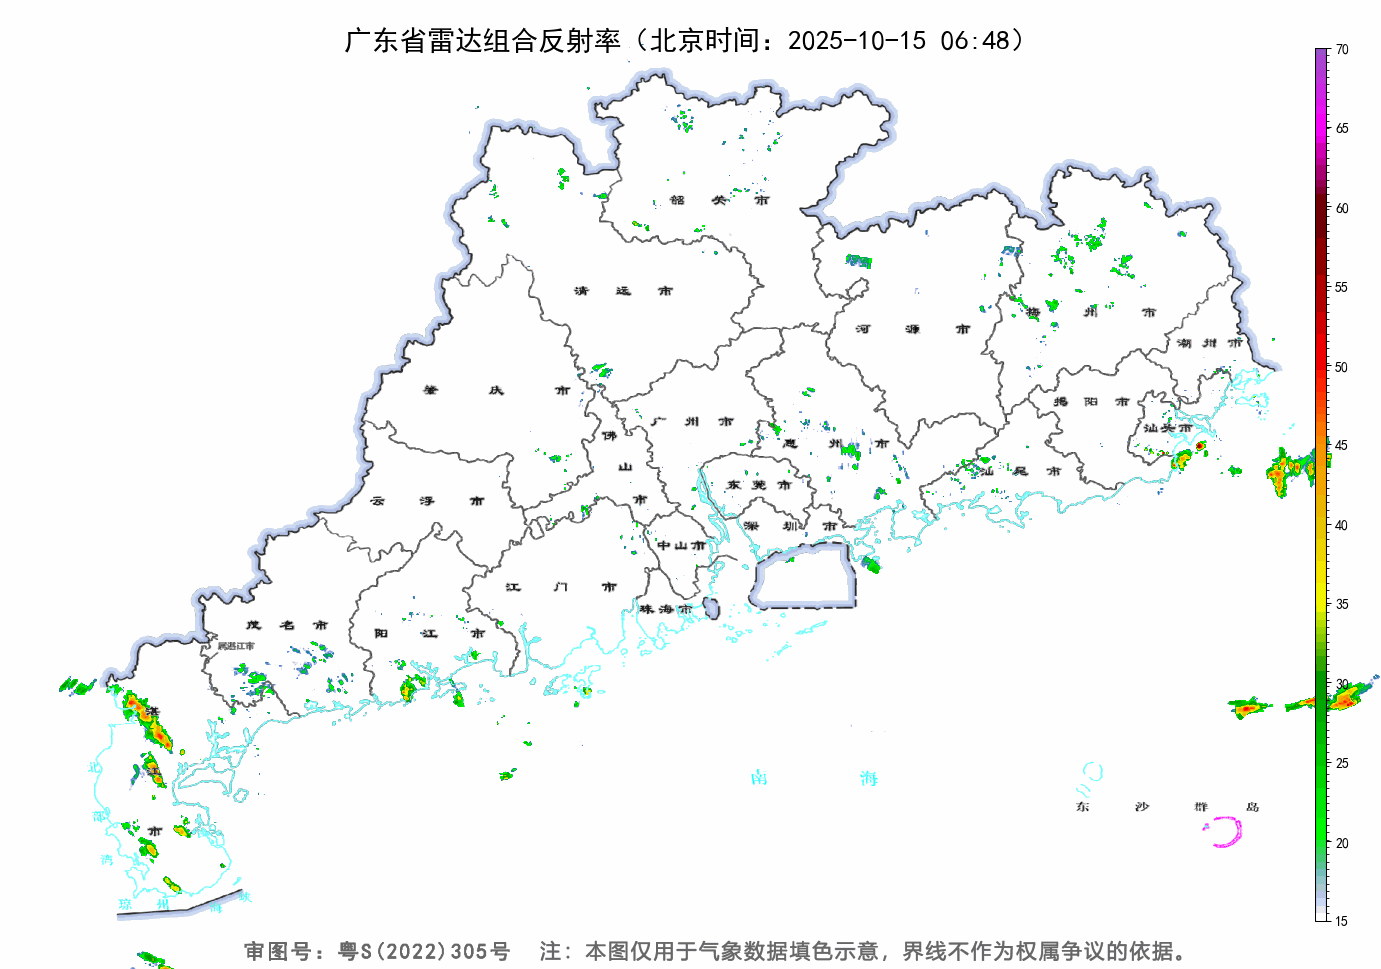 广东省雷达组合反射率（北京时间：2025-10-15 06:48）
70
65
60
55
50
45
40
35
30
25
20
15
韶关市
清远市
河源市
梅州市
潮州市
肇庆市
广州市
揭阳市
汕头市
佛山市
惠州市
云浮市
东莞市
汕尾市
深圳市
中山市
江门市
珠海市
茂名市
阳江市
属湛江市
湛江市
北部湾
南海
东沙群岛
琼州海峡
审图号：粤S(2022)305号 注：本图仅用于气象数据填色示意，界线不作为权属争议的依据。